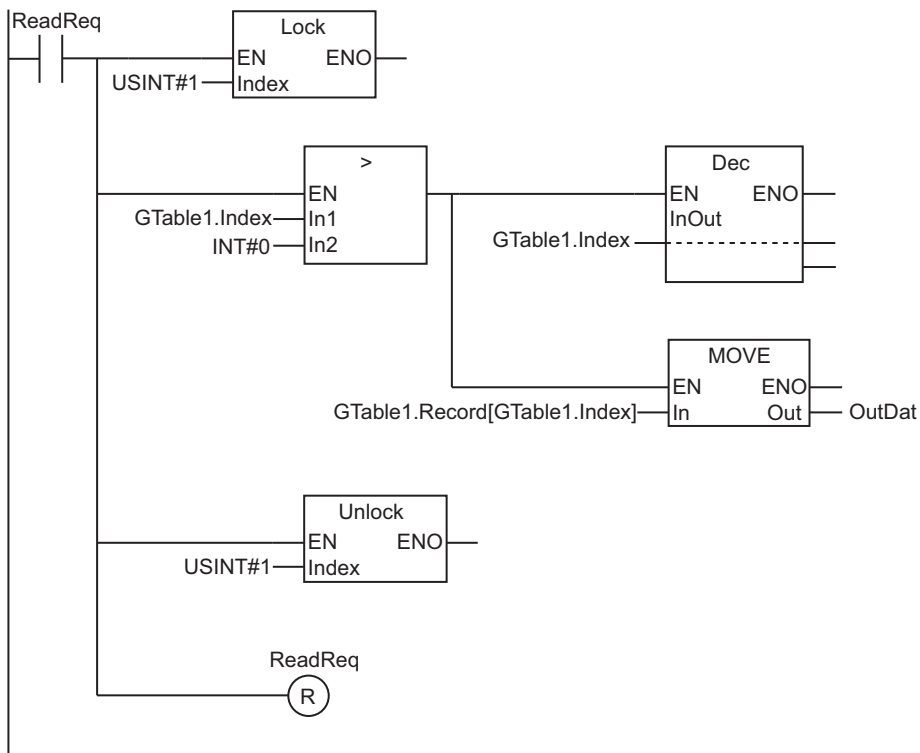 ReadReq
Lock
EN ENO
USINT#1 Index
> Dec
EN EN ENO
GTable1.Index In1 InOut
INT#0 In2 GTable1.Index
MOVE
EN ENO
GTable1.Record[GTable1.Index] In Out OutDat
Unlock
EN ENO
USINT#1 Index
ReadReq
R